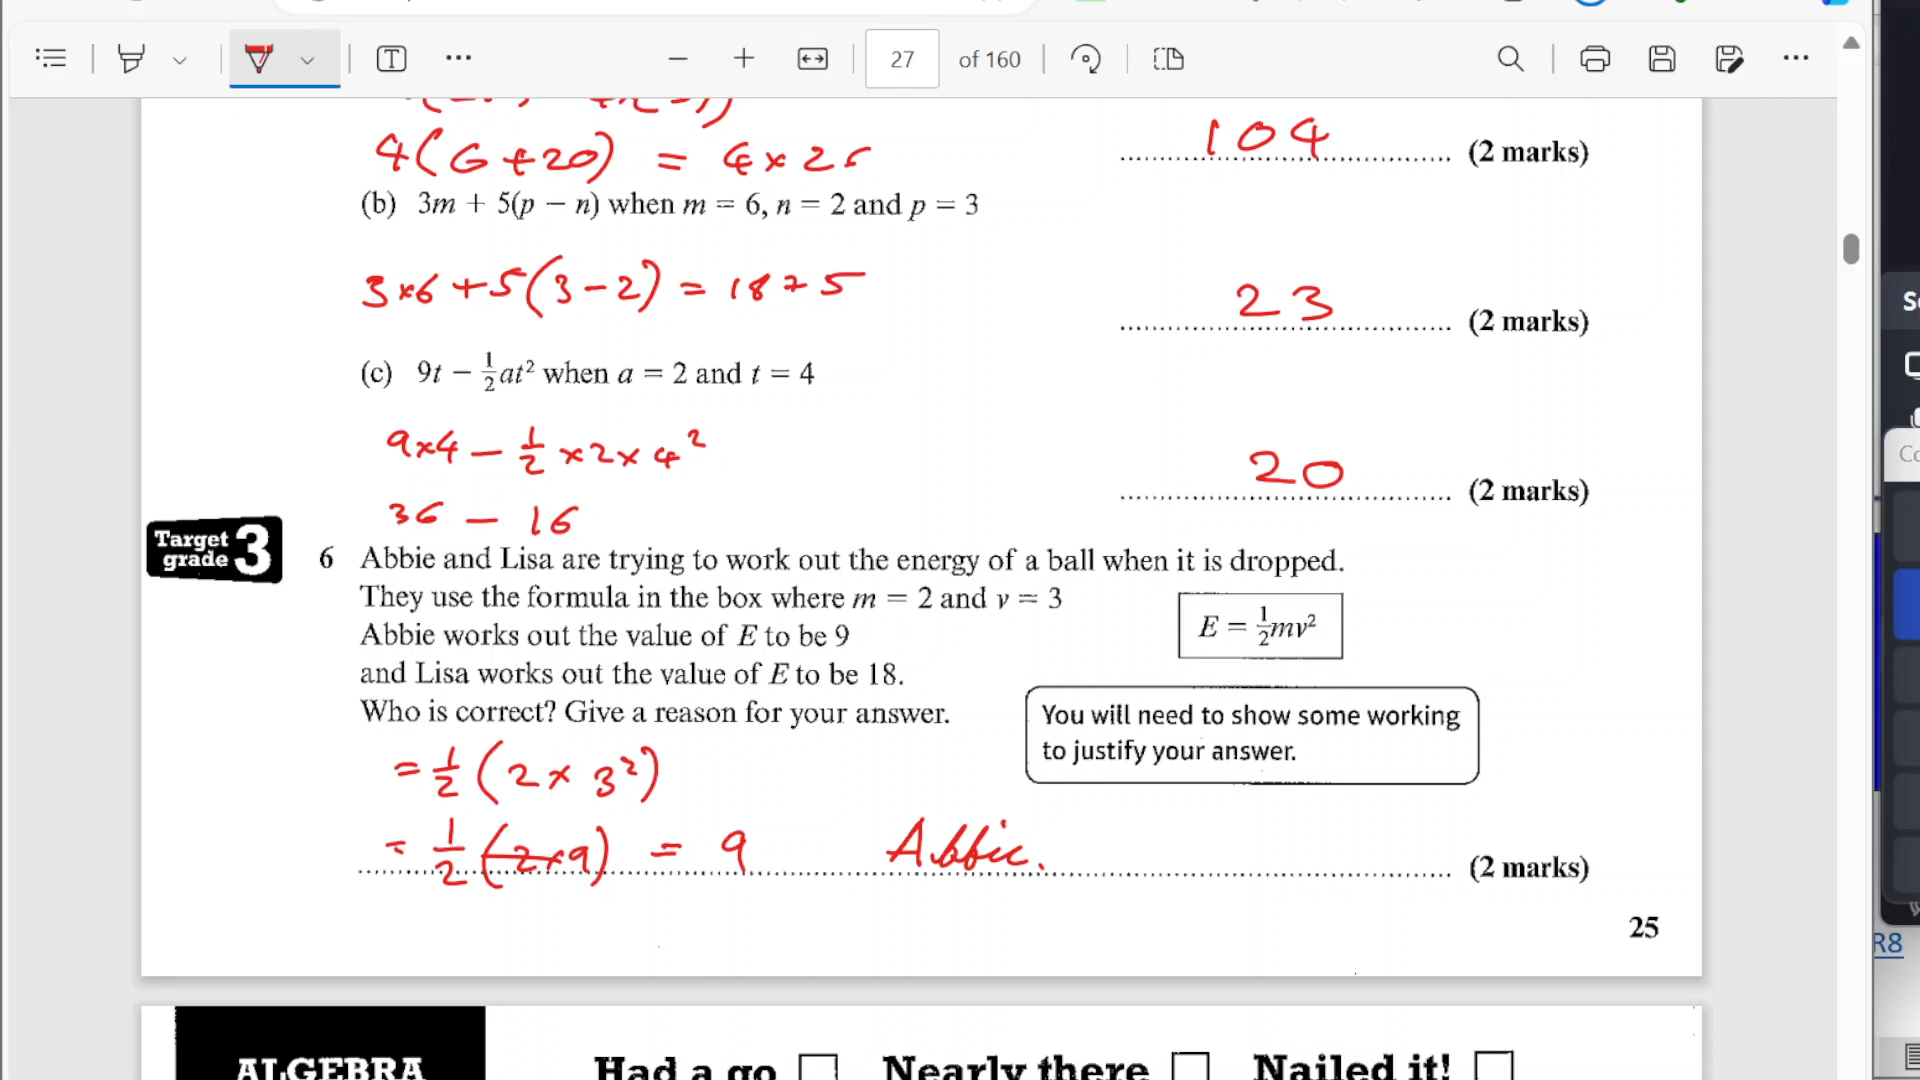 27 of 160
4(6+20) = 4×26
104
(2 marks)
(b) 3m + 5(p − n) when m = 6, n = 2 and p = 3
3×6+5(3-2) = 18+5
23
(2 marks)
(c) 9t − ½at² when a = 2 and t = 4
9×4 − ½ ×2×4²
20
36 − 16
(2 marks)
Target grade 3
6 Abbie and Lisa are trying to work out the energy of a ball when it is dropped.
They use the formula in the box where m = 2 and v = 3
E = ½mv²
Abbie works out the value of E to be 9
and Lisa works out the value of E to be 18.
Who is correct? Give a reason for your answer.
You will need to show some working
to justify your answer.
= ½ (2× 3²)
= ½ (2×9) = 9 Abbie.
(2 marks)
25
R8
ALGEBRA
Had a go Nearly there Nailed it!